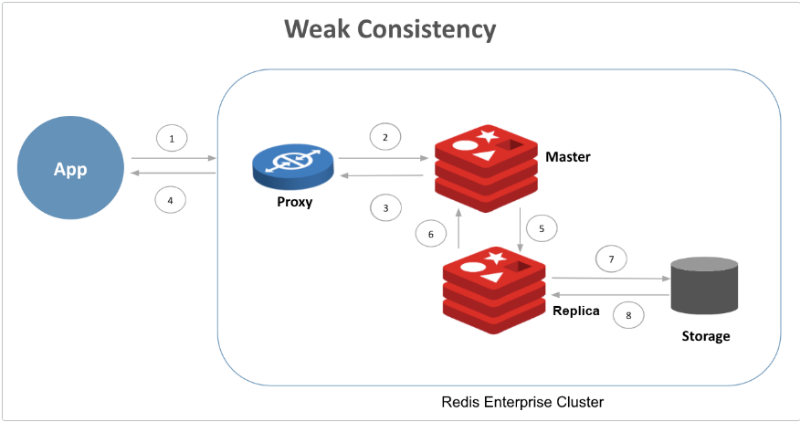 Weak Consistency
App
1
4
Proxy
2
3
Master
6
5
Replica
7
8
Storage
Redis Enterprise Cluster